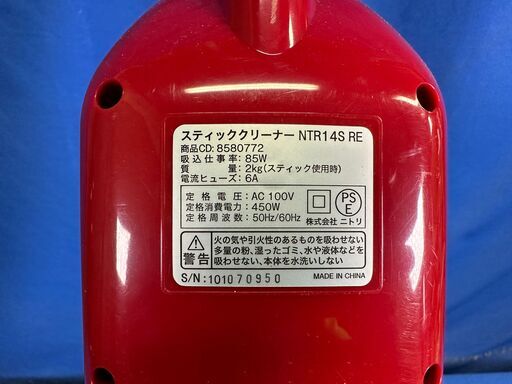 スティッククリーナー NTR14S RE
商品CD: 8580772
吸込仕事率: 85W
質量: 2kg(スティック使用時)
電流ヒューズ: 6A
定格電圧: AC 100V
定格消費電力: 450W
定格周波数: 50Hz/60Hz
PS
E
株式会社 ニトリ
警告
火の気や引火性のあるものを吸わせない
多量の粉、湿ったゴミ、水や液体などを
吸わせない、本体を水洗いしない
S/N: 101070950
MADE IN CHINA